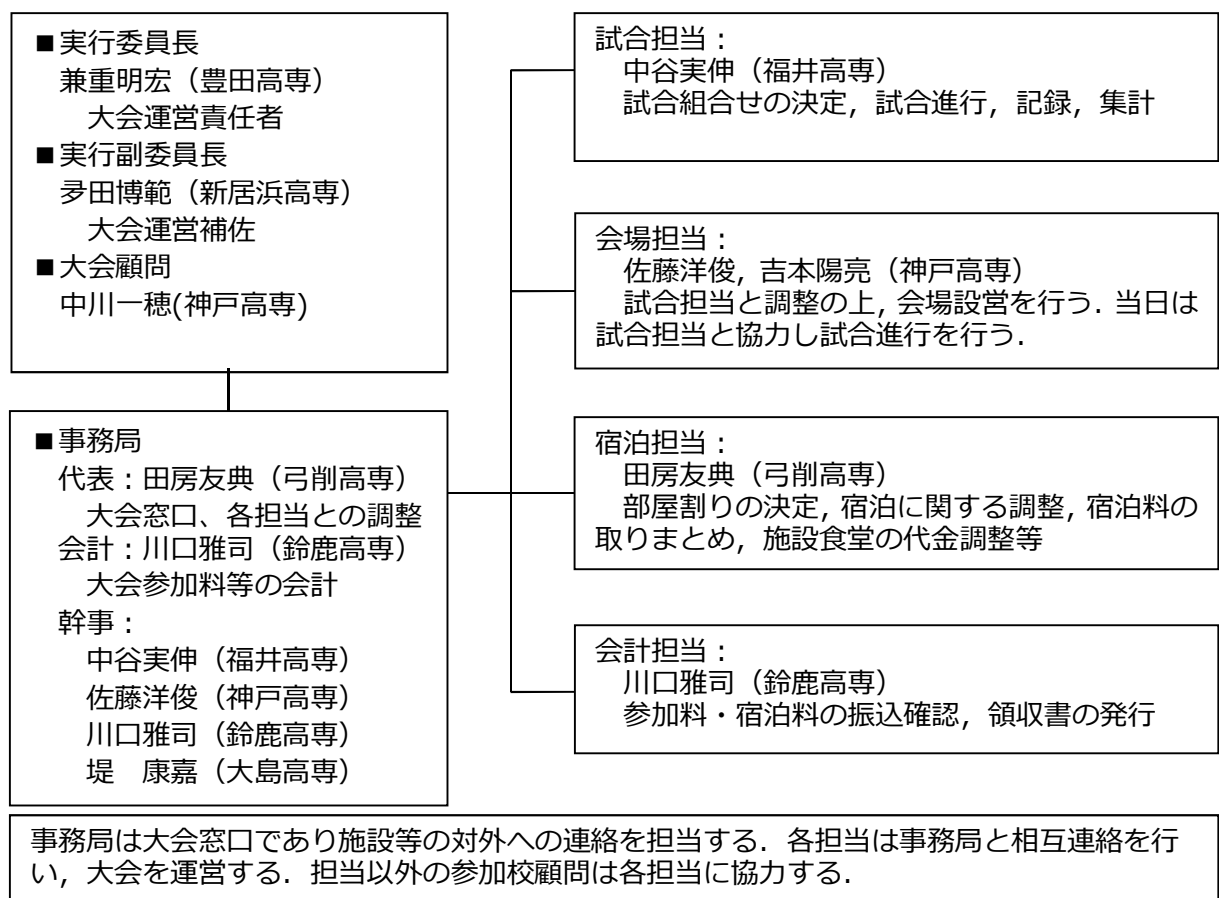 ■実行委員長
兼重明宏（豊田高専）
大会運営責任者
■実行副委員長
夛田博範（新居浜高専）
大会運営補佐
■大会顧問
中川一穂(神戸高専)
■事務局
代表：田房友典（弓削高専）
大会窓口、各担当との調整
会計：川口雅司（鈴鹿高専）
大会参加料等の会計
幹事：
中谷実伸（福井高専）
佐藤洋俊（神戸高専）
川口雅司（鈴鹿高専）
堤　康嘉（大島高専）
試合担当：
中谷実伸（福井高専）
試合組合せの決定，試合進行，記録，集計
会場担当：
佐藤洋俊，吉本陽亮（神戸高専）
試合担当と調整の上，会場設営を行う．当日は
試合担当と協力し試合進行を行う．
宿泊担当：
田房友典（弓削高専）
部屋割りの決定，宿泊に関する調整，宿泊料の
取りまとめ，施設食堂の代金調整等
会計担当：
川口雅司（鈴鹿高専）
参加料・宿泊料の振込確認，領収書の発行
事務局は大会窓口であり施設等の対外への連絡を担当する．各担当は事務局と相互連絡を行
い，大会を運営する．担当以外の参加校顧問は各担当に協力する．